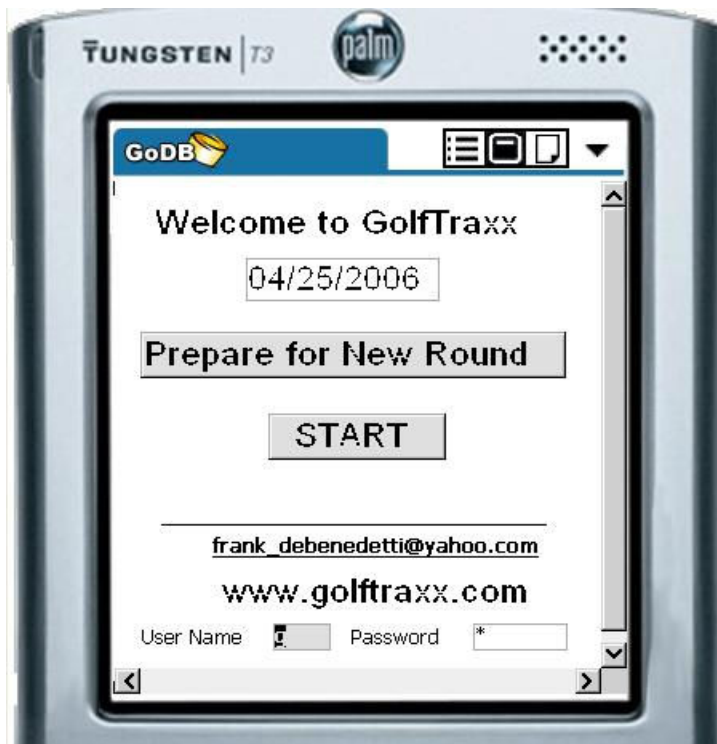 TUNGSTEN | T3
palm
GoDB
Welcome to GolfTraxx
04/25/2006
Prepare for New Round
START
frank_debenedetti@yahoo.com
www.golftraxx.com
User Name Password *